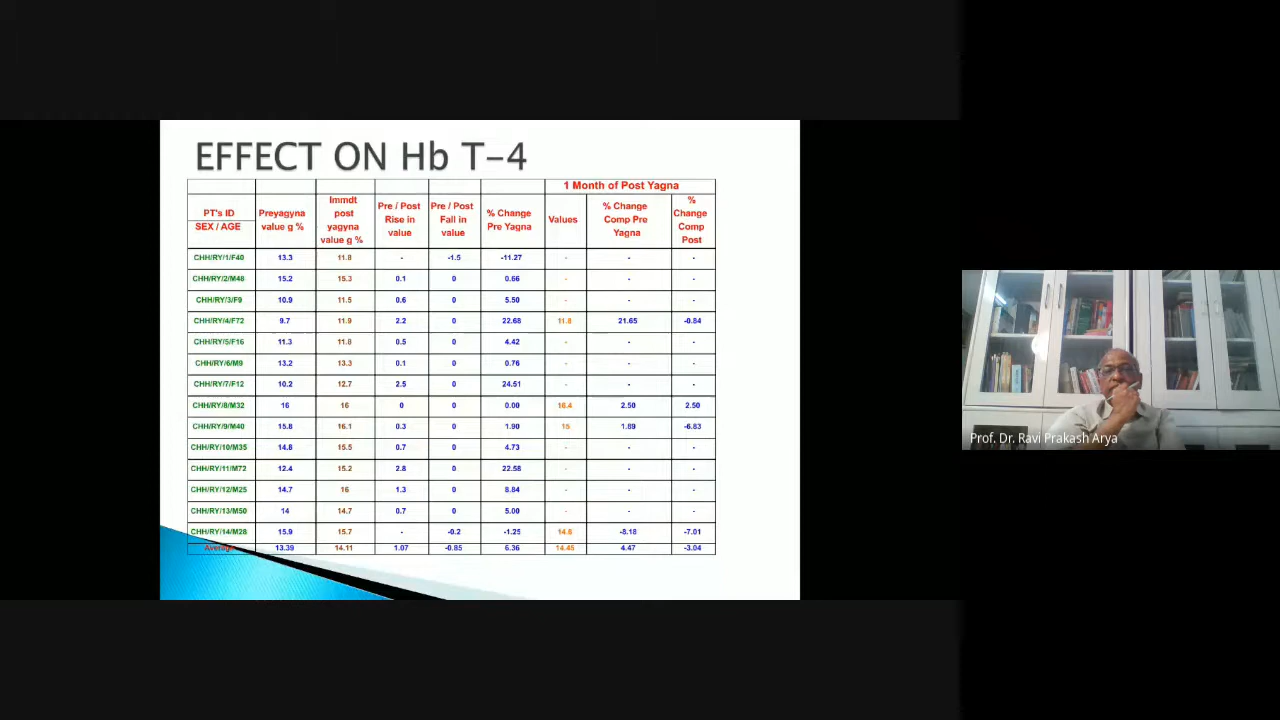 EFFECT ON Hb T–4
1 Month of Post Yagna
PT's ID SEX / AGE Preyagyna value g % Immdt post yagyna value g % Pre / Post Rise in value Pre / Post Fall in value % Change Pre Yagna Values % Change Comp Pre Yagna % Change Comp Post
CHH/RY/1/F40 13.3 11.8 - -1.5 -11.27 - - -
CHH/RY/2/M48 15.2 15.3 0.1 0 0.66 - - -
CHH/RY/3/F9 10.9 11.5 0.6 0 5.50 - - -
CHH/RY/4/F72 9.7 11.9 2.2 0 22.68 11.8 21.65 -0.84
CHH/RY/5/F16 11.3 11.8 0.5 0 4.42 - - -
CHH/RY/6/M9 13.2 13.3 0.1 0 0.76 - - -
CHH/RY/7/F12 10.2 12.7 2.5 0 24.51 - - -
CHH/RY/8/M32 16 16 0 0 0.00 16.4 2.50 2.50
CHH/RY/9/M40 15.8 16.1 0.3 0 1.90 15 1.89 -6.83
CHH/RY/10/M35 14.8 15.5 0.7 0 4.73 - - -
CHH/RY/11/M72 12.4 15.2 2.8 0 22.58 - - -
CHH/RY/12/M25 14.7 16 1.3 0 8.84 - - -
CHH/RY/13/M50 14 14.7 0.7 0 5.00 - - -
CHH/RY/14/M28 15.9 15.7 - -0.2 -1.25 14.6 -8.18 -7.01
Average 13.39 14.11 1.07 -0.85 6.36 14.45 4.47 -3.04
Prof. Dr. Ravi Prakash Arya